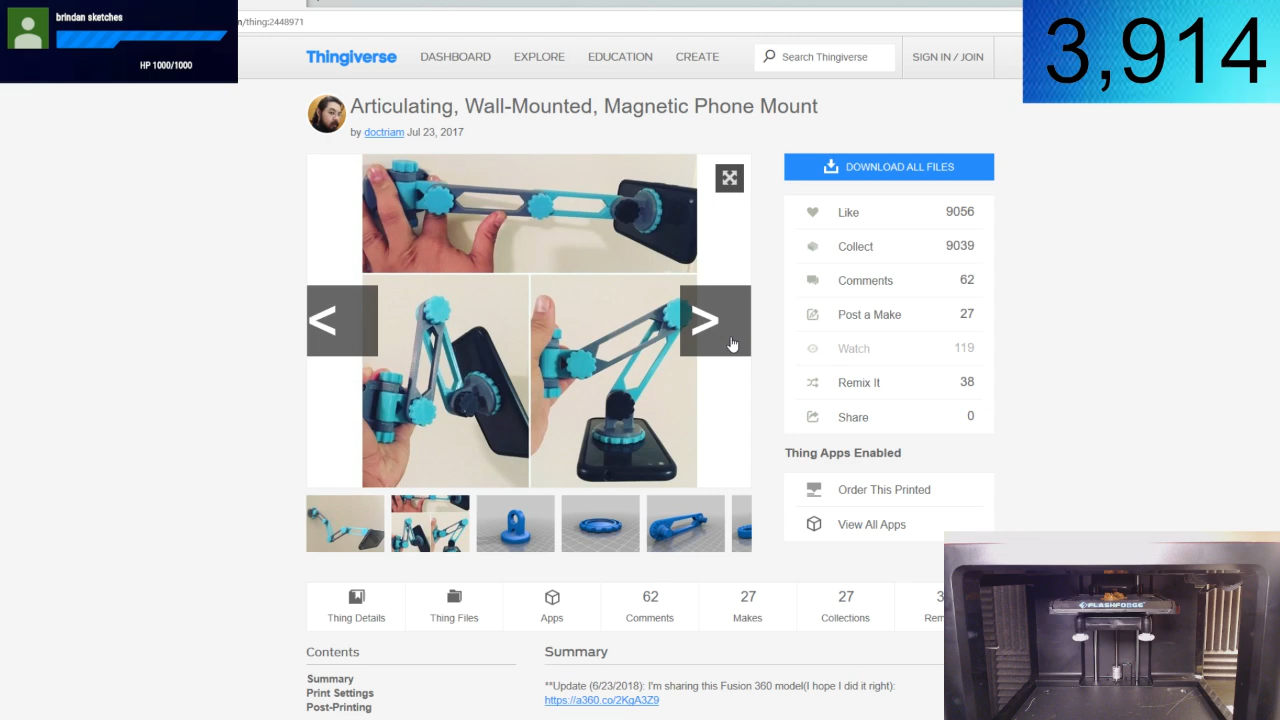 brindan sketches
HP 1000/1000
/thing:2448971
3,914
Thingiverse DASHBOARD EXPLORE EDUCATION CREATE Search Thingiverse SIGN IN / JOIN
Articulating, Wall-Mounted, Magnetic Phone Mount
by doctriam Jul 23, 2017
< >
DOWNLOAD ALL FILES
Like 9056
Collect 9039
Comments 62
Post a Make 27
Watch 119
Remix It 38
Share 0
Thing Apps Enabled
Order This Printed
View All Apps
62 27 27
Thing Details Thing Files Apps Comments Makes Collections
Contents
Summary
Print Settings
Post-Printing
Summary
**Update (6/23/2018): I'm sharing this Fusion 360 model(I hope I did it right):
https://a360.co/2KgA3Z9
FLASHFORGE